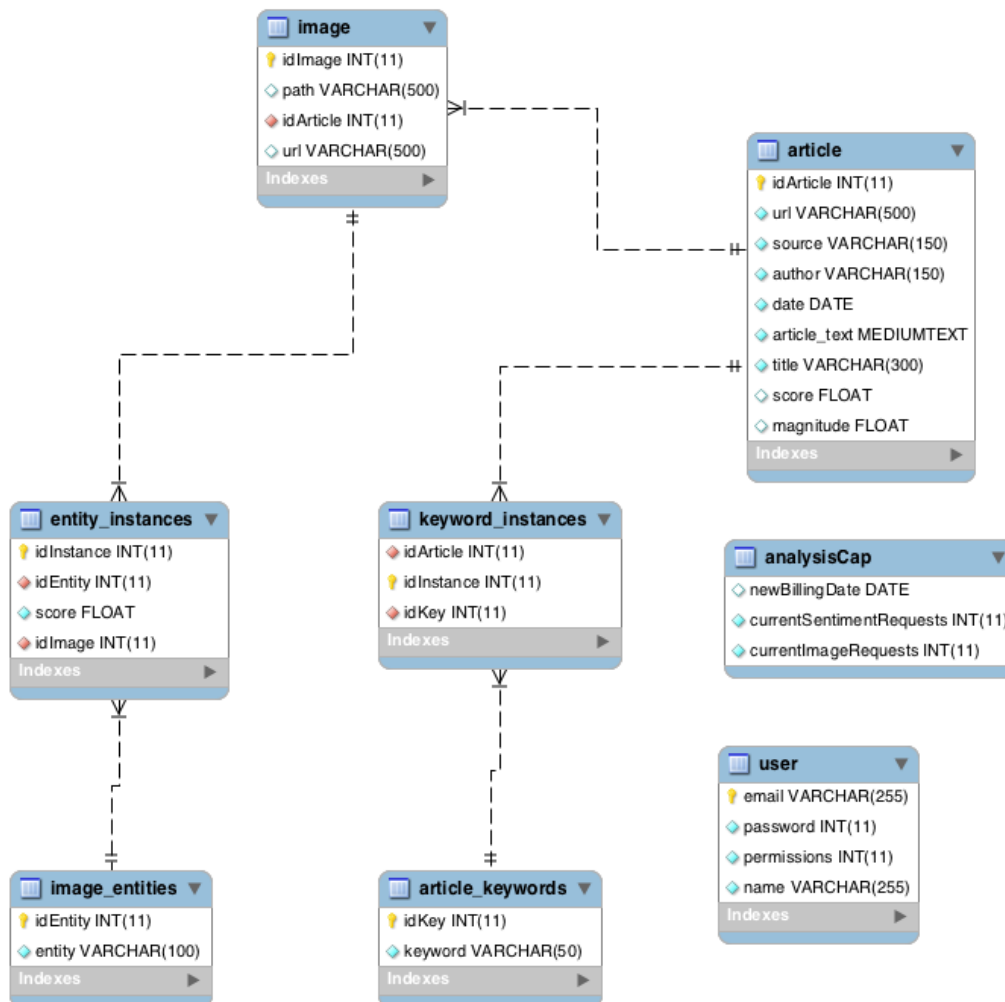 image
idImage INT(11)
path VARCHAR(500)
idArticle INT(11)
url VARCHAR(500)
Indexes
article
idArticle INT(11)
url VARCHAR(500)
source VARCHAR(150)
author VARCHAR(150)
date DATE
article_text MEDIUMTEXT
title VARCHAR(300)
score FLOAT
magnitude FLOAT
Indexes
entity_instances
idInstance INT(11)
idEntity INT(11)
score FLOAT
idImage INT(11)
Indexes
keyword_instances
idArticle INT(11)
idInstance INT(11)
idKey INT(11)
Indexes
analysisCap
newBillingDate DATE
currentSentimentRequests INT(11)
currentImageRequests INT(11)
user
email VARCHAR(255)
password INT(11)
permissions INT(11)
name VARCHAR(255)
Indexes
image_entities
idEntity INT(11)
entity VARCHAR(100)
Indexes
article_keywords
idKey INT(11)
keyword VARCHAR(50)
Indexes